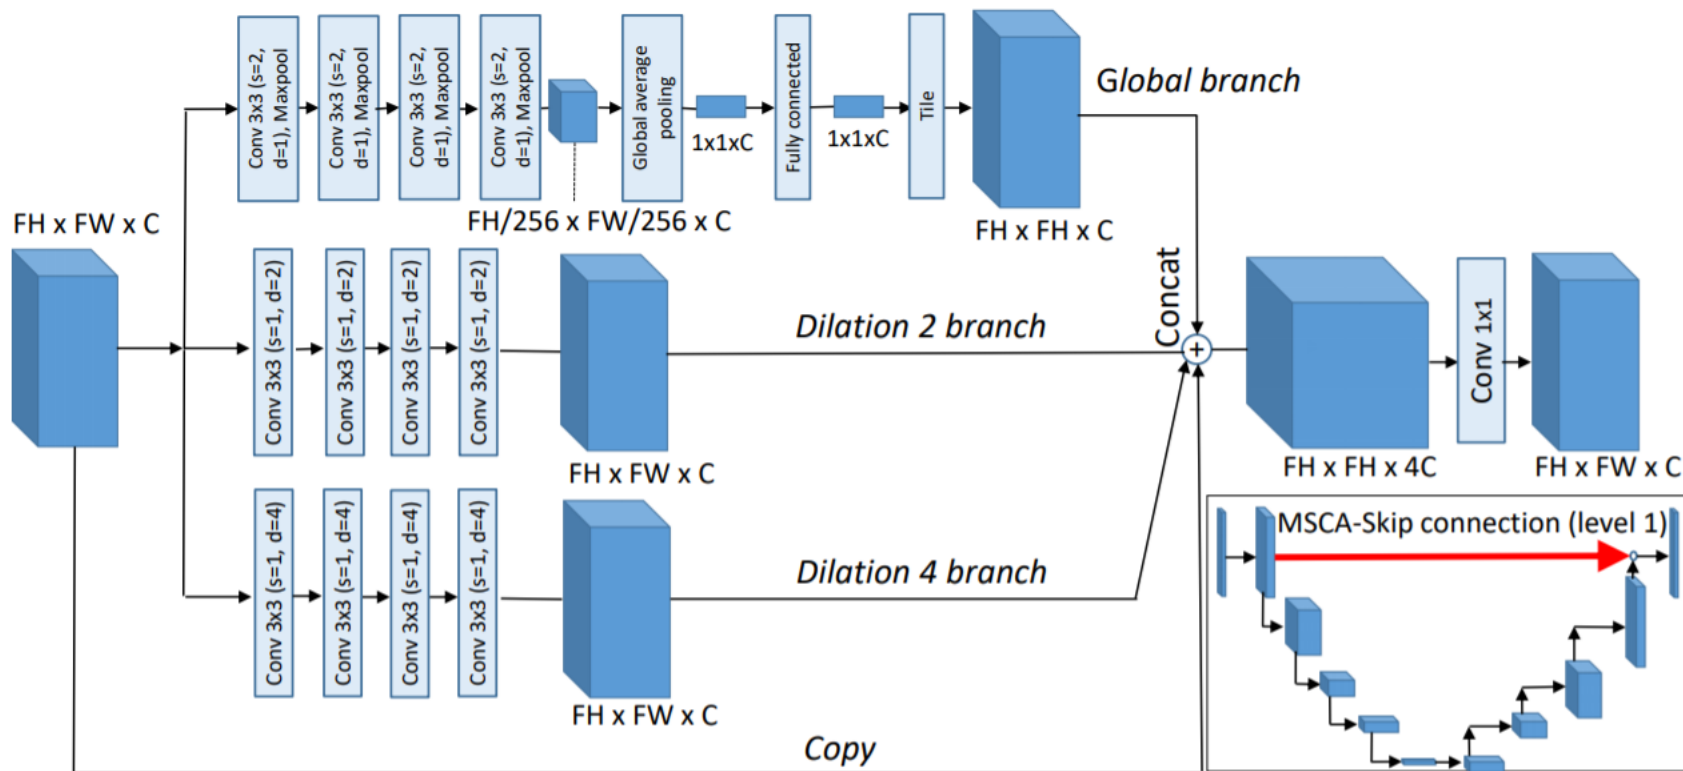 Conv 3x3 (s=2,
d=1), Maxpool
Conv 3x3 (s=2,
d=1), Maxpool
Conv 3x3 (s=2,
d=1), Maxpool
Conv 3x3 (s=2,
d=1), Maxpool
Global average
pooling
1x1xC
Fully connected
1x1xC
Tile
Global branch
FH x FW x C
FH/256 x FW/256 x C
FH x FH x C
Conv 3x3 (s=1, d=2)
Conv 3x3 (s=1, d=2)
Conv 3x3 (s=1, d=2)
Conv 3x3 (s=1, d=2)
FH x FW x C
Dilation 2 branch
Concat
+
FH x FH x 4C
Conv 1x1
FH x FW x C
Conv 3x3 (s=1, d=4)
Conv 3x3 (s=1, d=4)
Conv 3x3 (s=1, d=4)
Conv 3x3 (s=1, d=4)
FH x FW x C
Dilation 4 branch
MSCA-Skip connection (level 1)
Copy